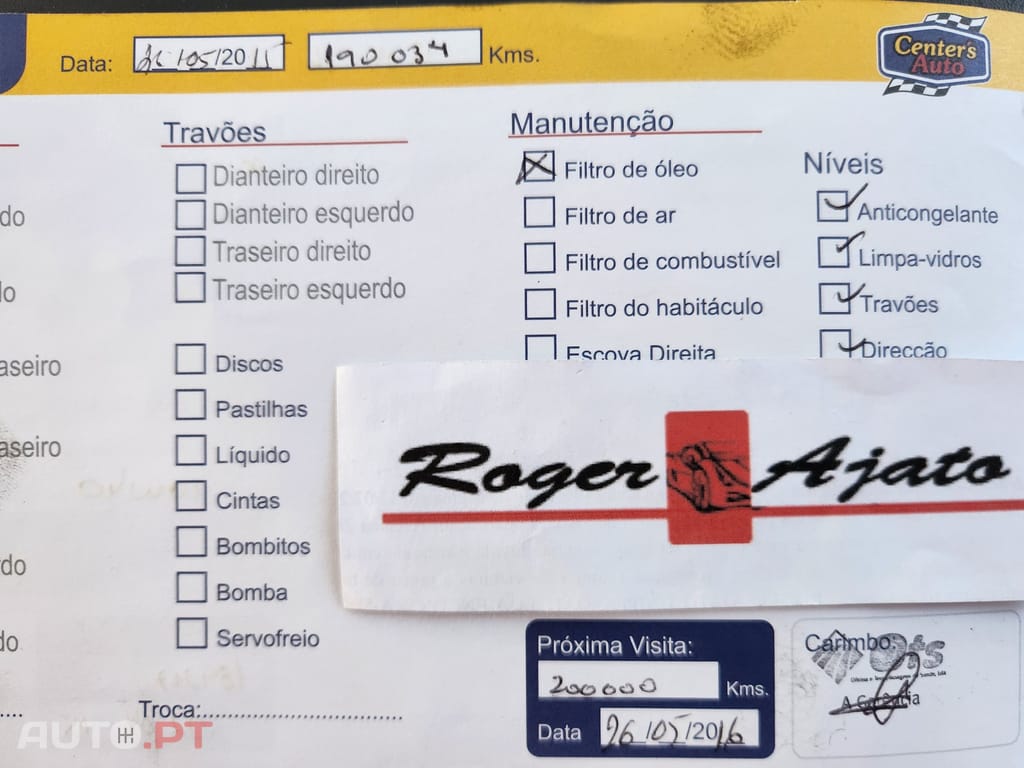 Data: 26/05/2015 190 034 Kms.
Center's
Auto
Travões
Dianteiro direito
Dianteiro esquerdo
Traseiro direito
Traseiro esquerdo
Discos
Pastilhas
Líquido
Cintas
Bombitos
Bomba
Servofreio
Troca:
Manutenção
Filtro de óleo
Filtro de ar
Filtro de combustível
Filtro do habitáculo
Escova Direita
Níveis
Anticongelante
Limpa-vidros
Travões
Direcção
do
lo
aseiro
aseiro
do
do
Roger Ajato
Próxima Visita:
200000 Kms.
Data 26/05/2016
Carimbo:
A Gerência
AUTO.PT